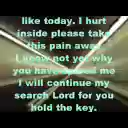 like today. I hurt
inside please take
this pain away
I know not yet why
you have me
I will continue my
search Lord for you
hold the key.